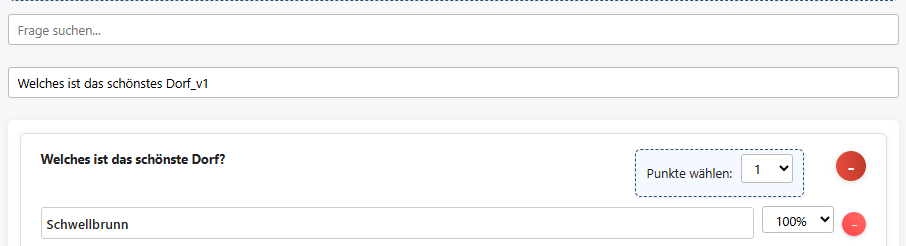 Frage suchen...
Welches ist das schönstes Dorf_v1
Welches ist das schönste Dorf?
Punkte wählen: 1
-
Schwellbrunn 100% -